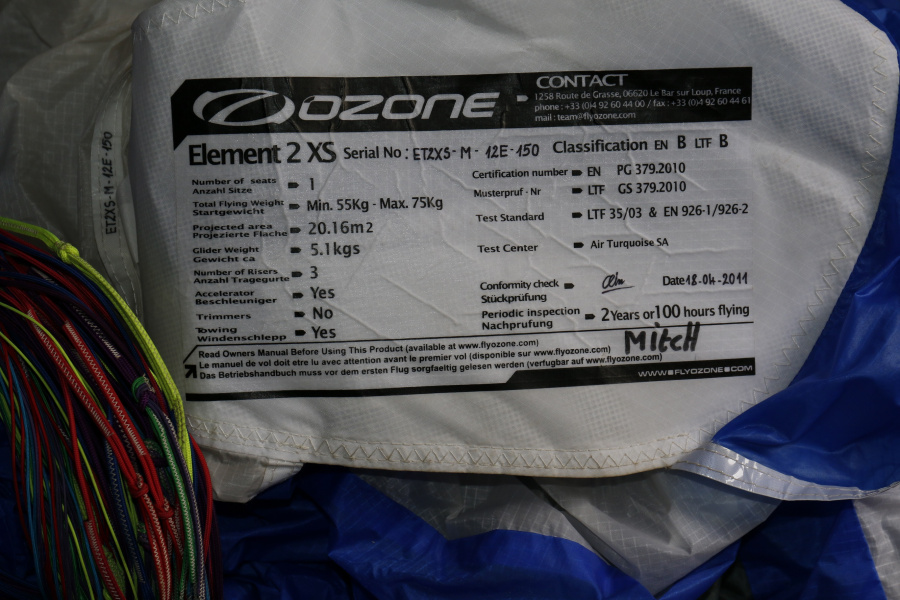 OZONE
CONTACT
1258 Route de Grasse, 06620 Le Bar sur Loup, France
phone : +33 (0)4 92 60 44 00 / fax : +33 (0)4 92 60 44 61
mail : team@flyozone.com
Element 2 XS Serial No : ET2XS-M-12E-150 Classification EN B LTF B
Number of seats
Anzahl Sitze
1
Total Flying Weight
Startgewicht
Min. 55Kg - Max. 75Kg
Projected area
Projezierte Flache
20.16m2
Glider Weight
Gewicht ca
5.1kgs
Number of Risers
Anzahl Tragegurte
3
Accelerator
Beschleuniger
Yes
Trimmers
No
Towing
Windenschlepp
Yes
Certification number EN PG 379.2010
Musterpruf - Nr LTF GS 379.2010
Test Standard LTF 35/03 & EN 926-1/926-2
Test Center Air Turquoise SA
Conformity check
Stückprüfung
Date 18.04-2011
Periodic inspection
Nachprufung
2 Years or 100 hours flying
MitcH
Read Owners Manual Before Using This Product (available at www.flyozone.com)
Le manuel de vol doit etre lu avec attention avant le premier vol (disponible sur www.flyozone.com)
Das Betriebshandbuch muss vor dem ersten Flug sorgfaeltig gelesen werden (verfugbar auf www.flyozone.com)
WWW.FLYOZONE.COM
ET2XS-M-12E-150